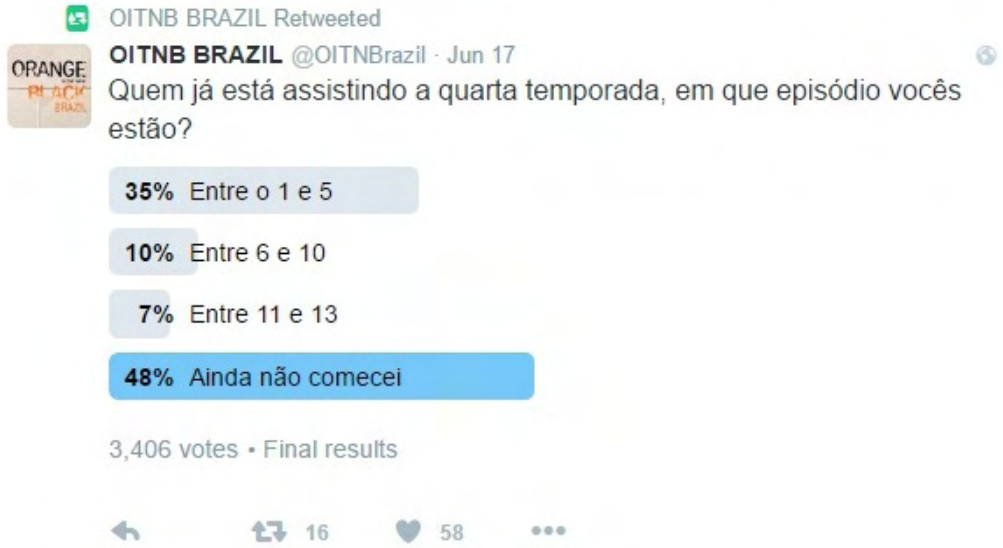 OITNB BRAZIL Retweeted
OITNB BRAZIL @OITNBrazil · Jun 17
ORANGE
BLACK
BRAZIL
Quem já está assistindo a quarta temporada, em que episódio vocês
estão?
35% Entre o 1 e 5
10% Entre 6 e 10
7% Entre 11 e 13
48% Ainda não comecei
3,406 votes • Final results
16 58